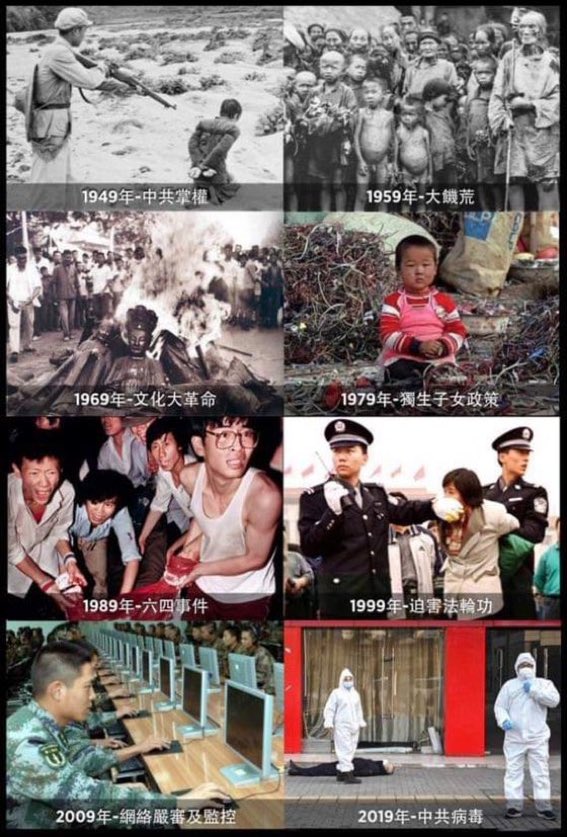 1949年-中共掌權
1959年-大饑荒
1969年-文化大革命
1979年-獨生子女政策
1989年-六四事件
1999年-迫害法輪功
2009年-網絡嚴審及監控
2019年-中共病毒